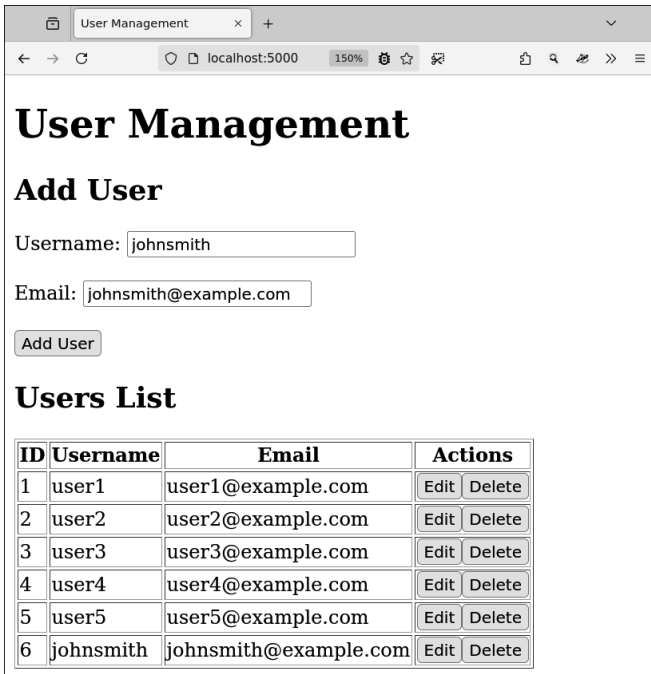 User Management
localhost:5000 150%
User Management
Add User
Username: johnsmith
Email: johnsmith@example.com
Add User
Users List
ID Username Email Actions
1 user1 user1@example.com Edit Delete
2 user2 user2@example.com Edit Delete
3 user3 user3@example.com Edit Delete
4 user4 user4@example.com Edit Delete
5 user5 user5@example.com Edit Delete
6 johnsmith johnsmith@example.com Edit Delete